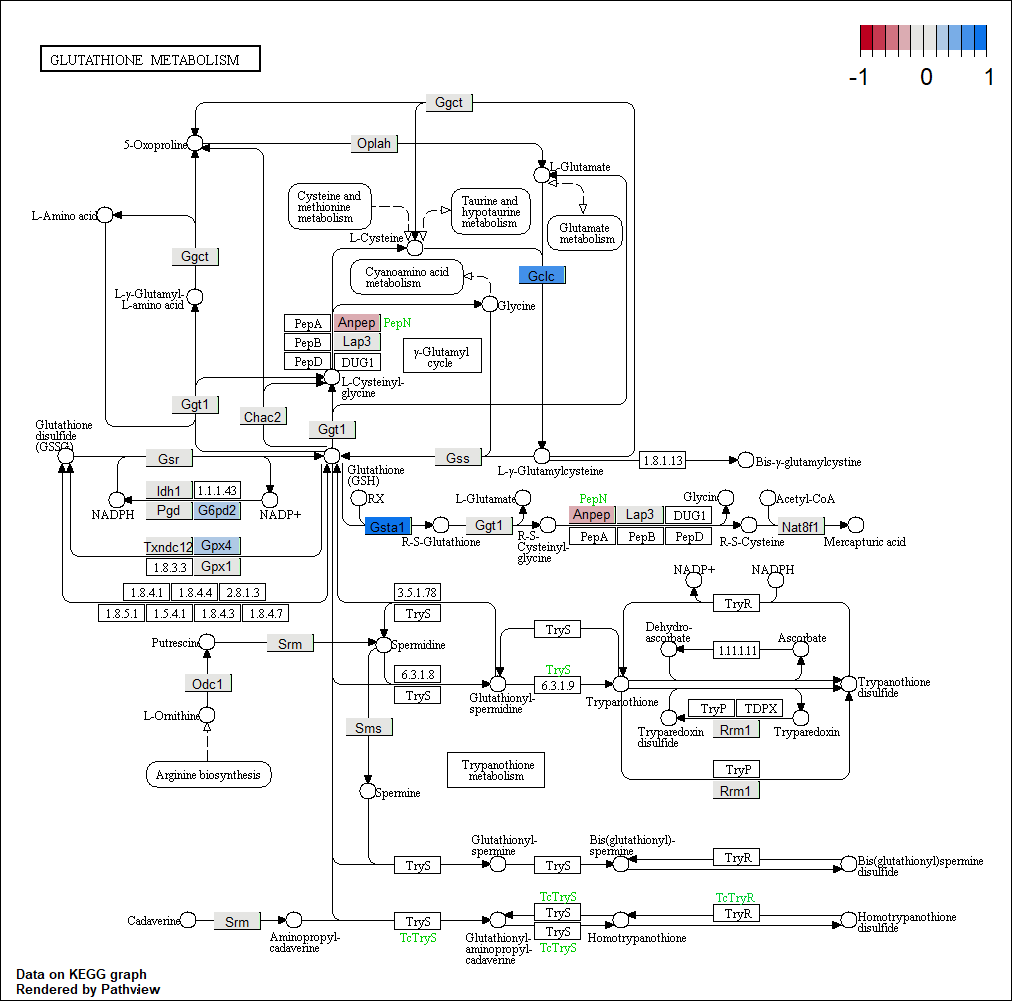 GLUTATHIONE METABOLISM
-1 0 1
Ggct
5-Oxoproline
Oplah
L-Glutamate
Cysteine and
methionine
metabolism
Taurine and
hypotaurine
metabolism
L-Amino acid
L-Cysteine
Glutamate
metabolism
Ggct
Cyanoamino acid
metabolism
Gclc
L-γ-Glutamyl-
L-amino acid
Glycine
PepA Anpep PepN
PepB Lap3
PepD DUG1
γ-Glutamyl
cycle
L-Cysteinyl-
glycine
Ggt1
Chac2
Ggt1
Glutathione
disulfide
(GSSG)
Gsr
Gss
Glutathione
(GSH)
L-γ-Glutamylcysteine
1.8.1.13
Bis-γ-glutamylcystine
Idh1 1.1.1.43
NADPH
Pgd G6pd2
NADP+
RX
L-Glutamate
PepN
Glycin
Acetyl-CoA
Gsta1
Ggt1
Anpep Lap3 DUG1
PepA PepB PepD
Nat8f1
R-S-Glutathione
R-S-
Cysteinyl-
glycine
R-S-Cysteine
Mercapturic acid
Txndc12 Gpx4
1.8.3.3 Gpx1
NADP+
NADPH
1.8.4.1 1.8.4.4 2.8.1.3
1.8.5.1 1.5.4.1 1.8.4.3 1.8.4.7
3.5.1.78
TryS
TryR
Putrescine
Srm
Spermidine
TryS
Dehydro-
ascorbate
1.11.1.11
Ascorbate
6.3.1.8
TryS
TryS
6.3.1.9
Odc1
Glutathionyl-
spermidine
Trypanothione
Trypanothione
disulfide
L-Ornithine
Sms
TryP TDPX
Rrm1
Tryparedoxin
disulfide
Tryparedoxin
Arginine biosynthesis
Trypanothione
metabolism
TryP
Rrm1
Spermine
Glutathionyl-
spermine
Bis(glutathionyl)-
spermine
TryS
TryS
TryR
Bis(glutathionyl)spermine
disulfide
TcTryS
TcTryR
Cadaverine
Srm
Aminopropyl-
cadaverine
TryS
TcTryS
Glutathionyl-
aminopropyl-
cadaverine
TryS
TryS
TcTryS
Homotrypanothione
TryR
Homotrypanothione
disulfide
Data on KEGG graph
Rendered by Pathview